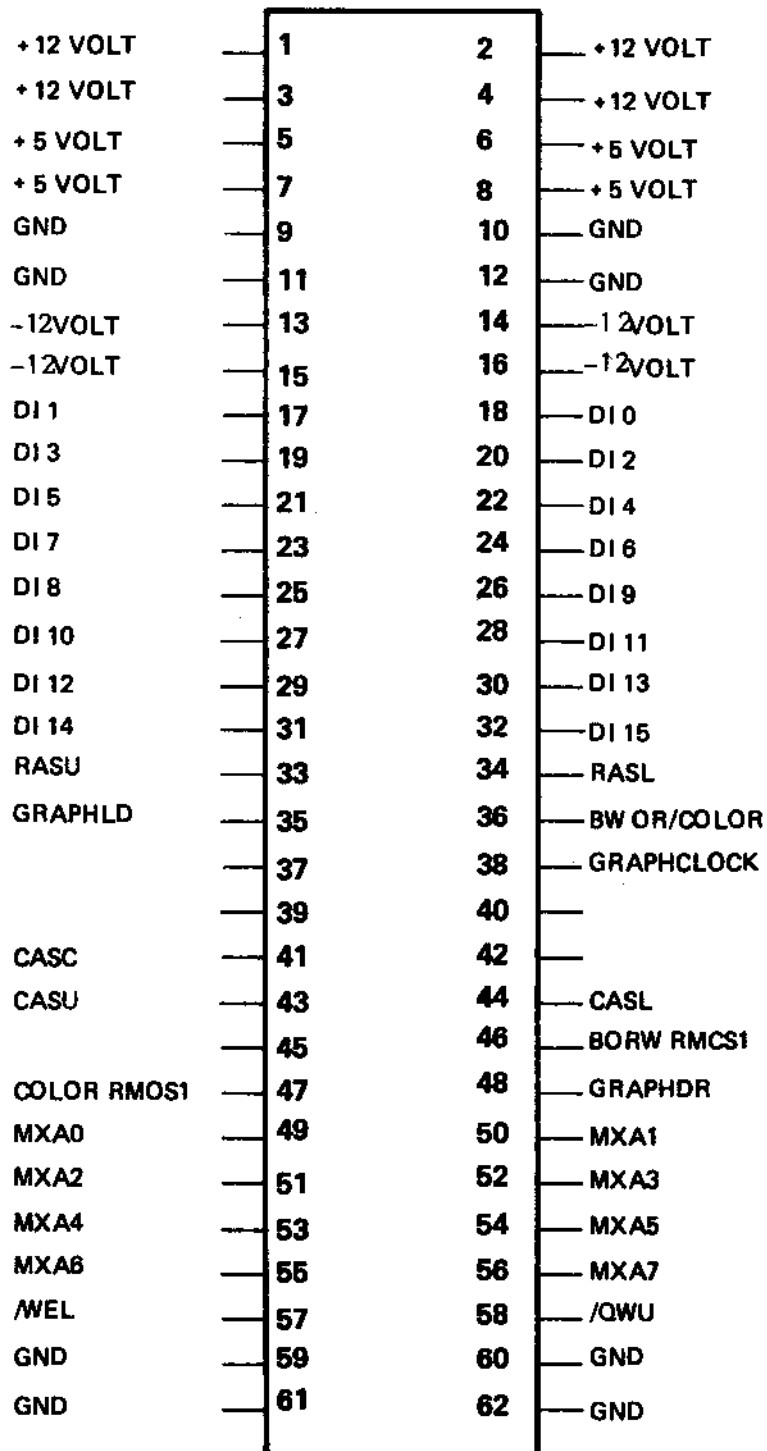 +12 VOLT 1 2 +12 VOLT
+12 VOLT 3 4 +12 VOLT
+5 VOLT 5 6 +5 VOLT
+5 VOLT 7 8 +5 VOLT
GND 9 10 GND
GND 11 12 GND
-12VOLT 13 14 -12VOLT
-12VOLT 15 16 -12VOLT
DI 1 17 18 DI 0
DI 3 19 20 DI 2
DI 5 21 22 DI 4
DI 7 23 24 DI 6
DI 8 25 26 DI 9
DI 10 27 28 DI 11
DI 12 29 30 DI 13
DI 14 31 32 DI 15
RASU 33 34 RASL
GRAPHLD 35 36 BW OR/COLOR
37 38 GRAPHCLOCK
39 40
CASC 41 42
CASU 43 44 CASL
45 46 BORW RMCS1
COLOR RMOS1 47 48 GRAPHDR
MXA0 49 50 MXA1
MXA2 51 52 MXA3
MXA4 53 54 MXA5
MXA6 55 56 MXA7
/WEL 57 58 /QWU
GND 59 60 GND
GND 61 62 GND